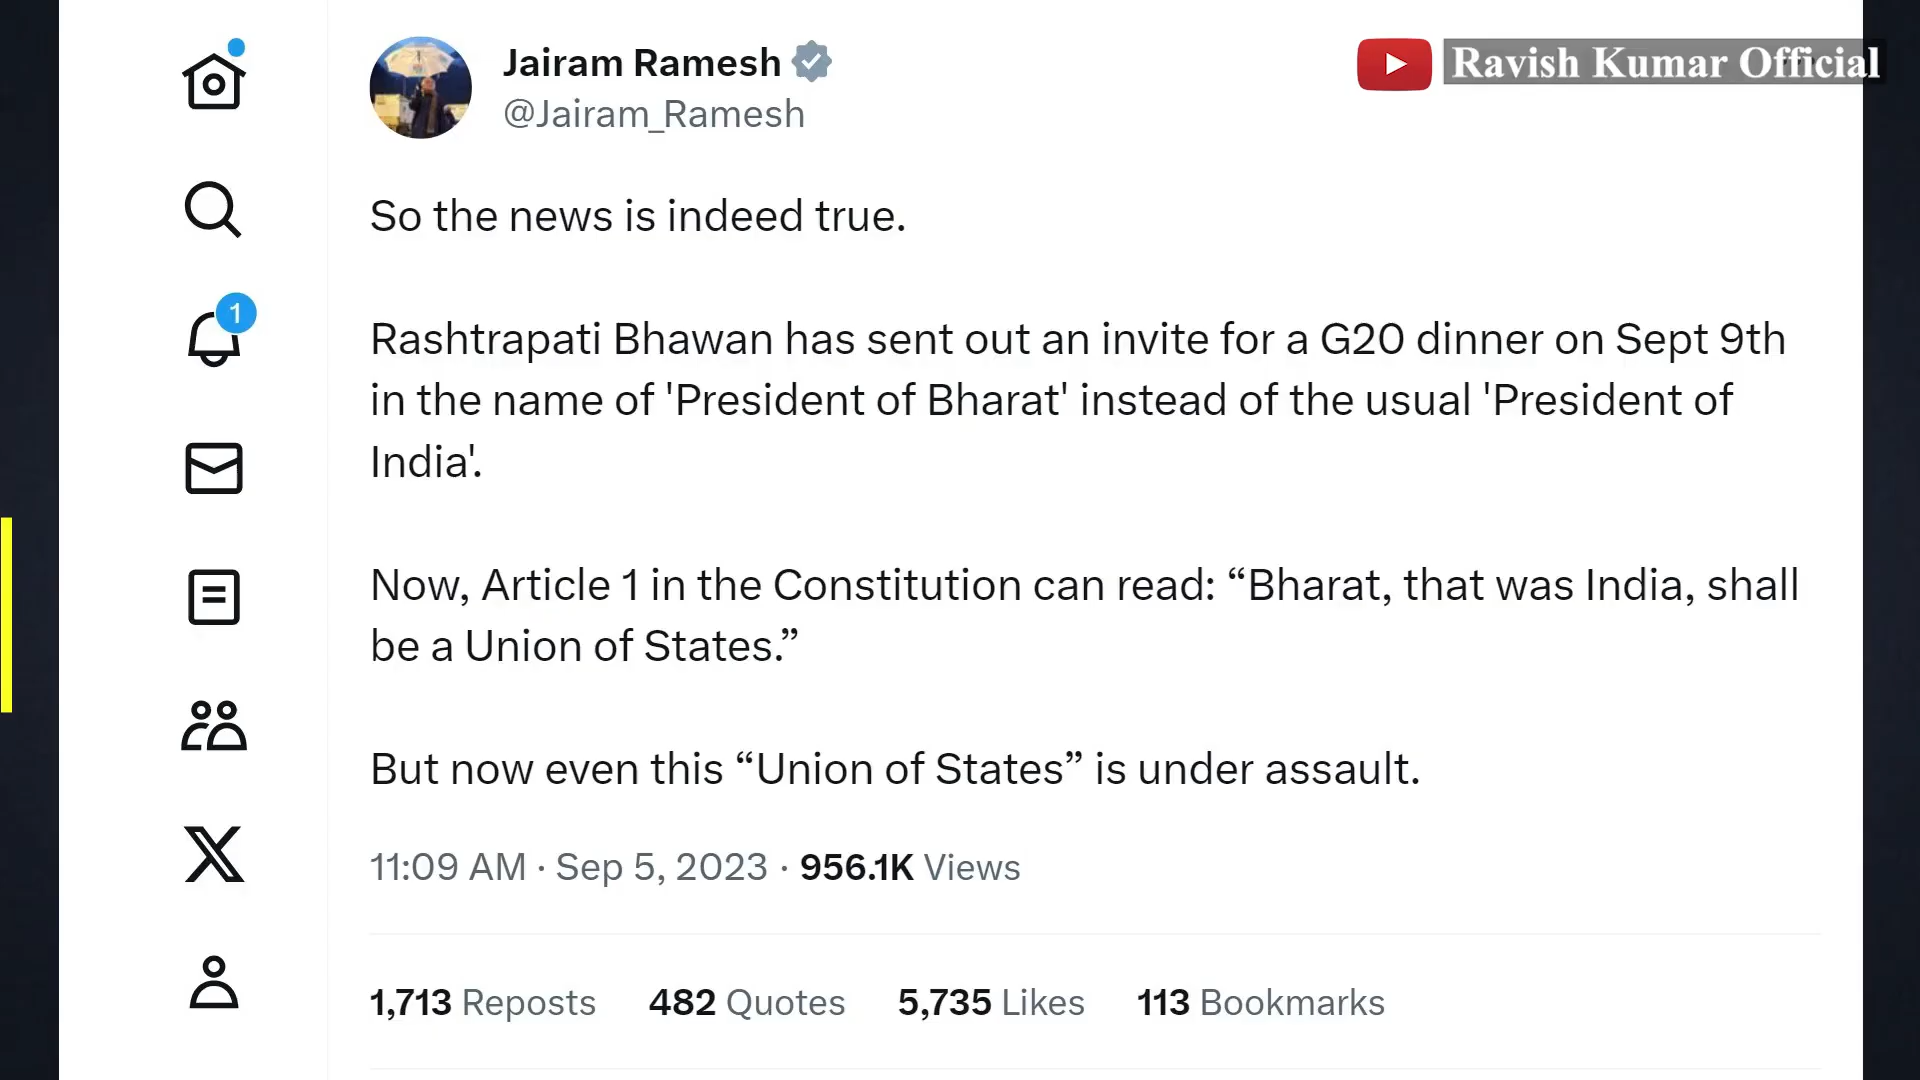 Jairam Ramesh
Ravish Kumar Official
@Jairam_Ramesh
So the news is indeed true.
1
Rashtrapati Bhawan has sent out an invite for a G20 dinner on Sept 9th
in the name of 'President of Bharat' instead of the usual 'President of
India'.
Now, Article 1 in the Constitution can read: “Bharat, that was India, shall
be a Union of States.”
But now even this “Union of States” is under assault.
11:09 AM · Sep 5, 2023 · 956.1K Views
1,713 Reposts 482 Quotes 5,735 Likes 113 Bookmarks